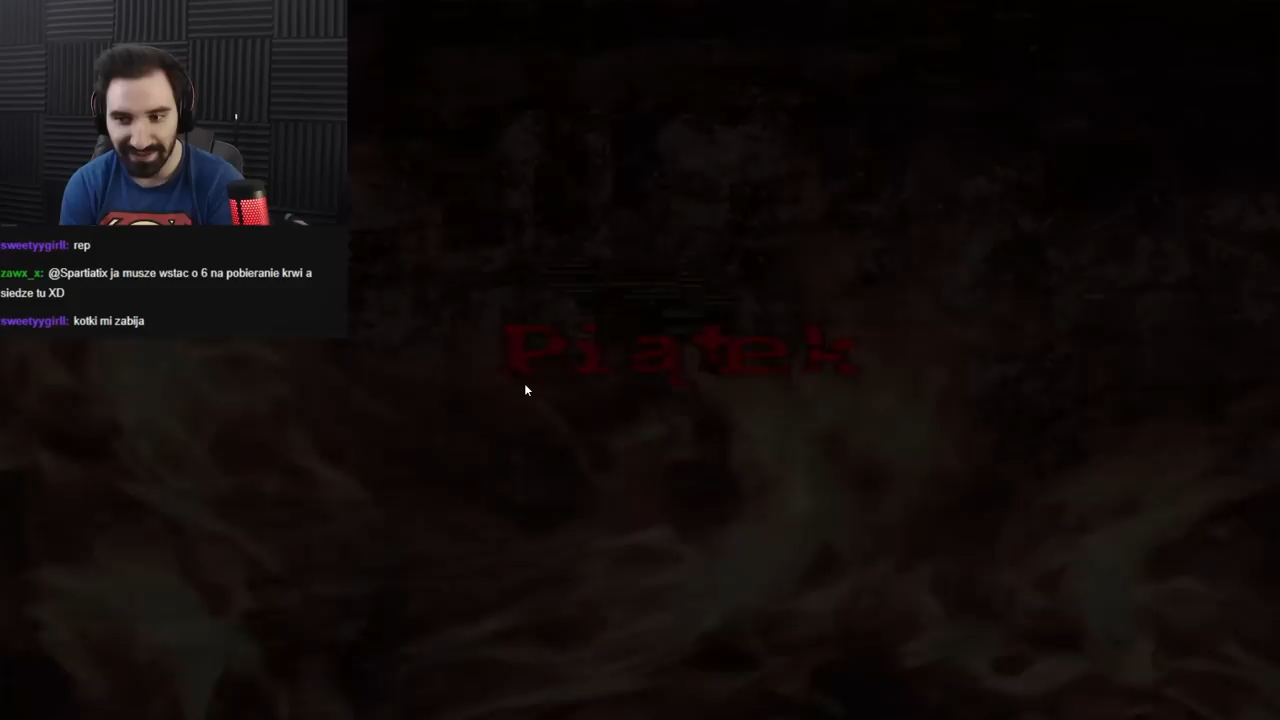 sweetyygirll: rep
zawx_x: @Spartiatix ja musze wstac o 6 na pobieranie krwi a
siedze tu XD
sweetyygirll: kotki mi zabija
Piątek